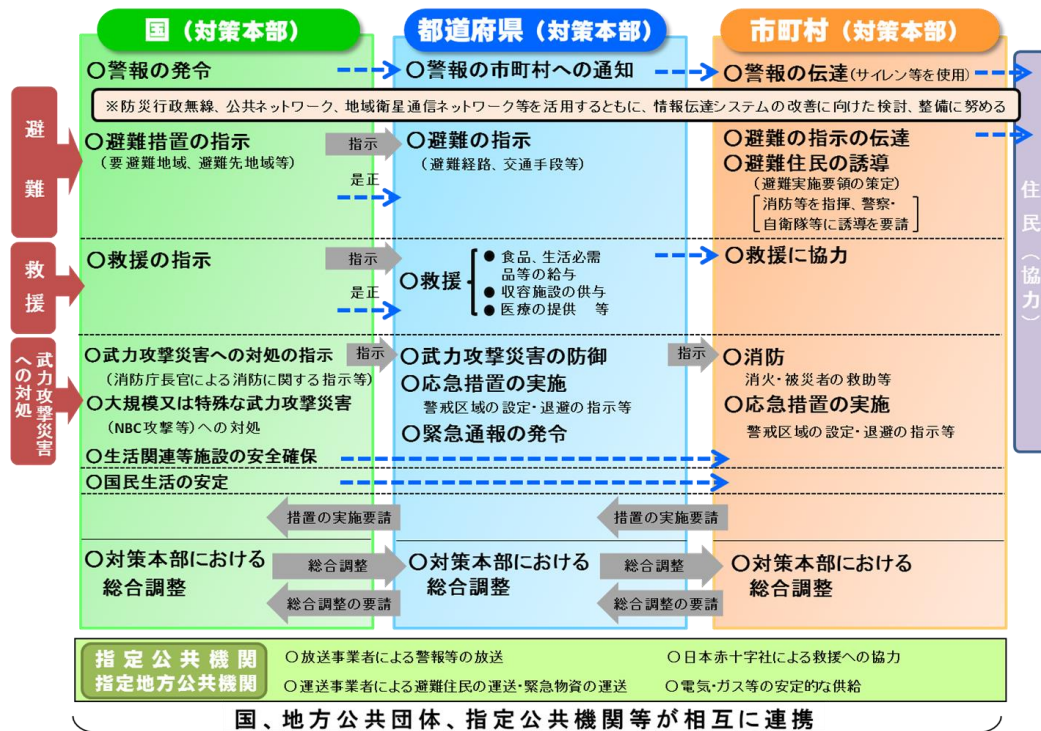 国（対策本部）
都道府県（対策本部）
市町村（対策本部）
〇警報の発令
〇警報の市町村への通知
〇警報の伝達（サイレン等を使用）
※防災行政無線、公共ネットワーク、地域衛星通信ネットワーク等を活用するともに、情報伝達システムの改善に向けた検討、整備に努める
避難
〇避難措置の指示
（要避難地域、避難先地域等）
指示
是正
〇避難の指示
（避難経路、交通手段等）
〇避難の指示の伝達
〇避難住民の誘導
（避難実施要領の策定）
消防等を指揮、警察・
自衛隊等に誘導を要請
住民（協力）
救援
〇救援の指示
指示
是正
〇救援
● 食品、生活必需
品等の給与
● 収容施設の供与
● 医療の提供　等
〇救援に協力
武力攻撃災害
への対処
〇武力攻撃災害への対処の指示
（消防庁長官による消防に関する指示等）
〇大規模又は特殊な武力攻撃災害
（NBC攻撃等）への対処
指示
〇武力攻撃災害の防御
〇応急措置の実施
警戒区域の設定・退避の指示等
〇緊急通報の発令
指示
〇消防
消火・被災者の救助等
〇応急措置の実施
警戒区域の設定・退避の指示等
〇生活関連等施設の安全確保
〇国民生活の安定
措置の実施要請
措置の実施要請
〇対策本部における
総合調整
総合調整
総合調整の要請
〇対策本部における
総合調整
総合調整
総合調整の要請
〇対策本部における
総合調整
指定公共機関
指定地方公共機関
〇放送事業者による警報等の放送
〇日本赤十字社による救援への協力
〇運送事業者による避難住民の運送・緊急物資の運送
〇電気・ガス等の安定的な供給
国、地方公共団体、指定公共機関等が相互に連携